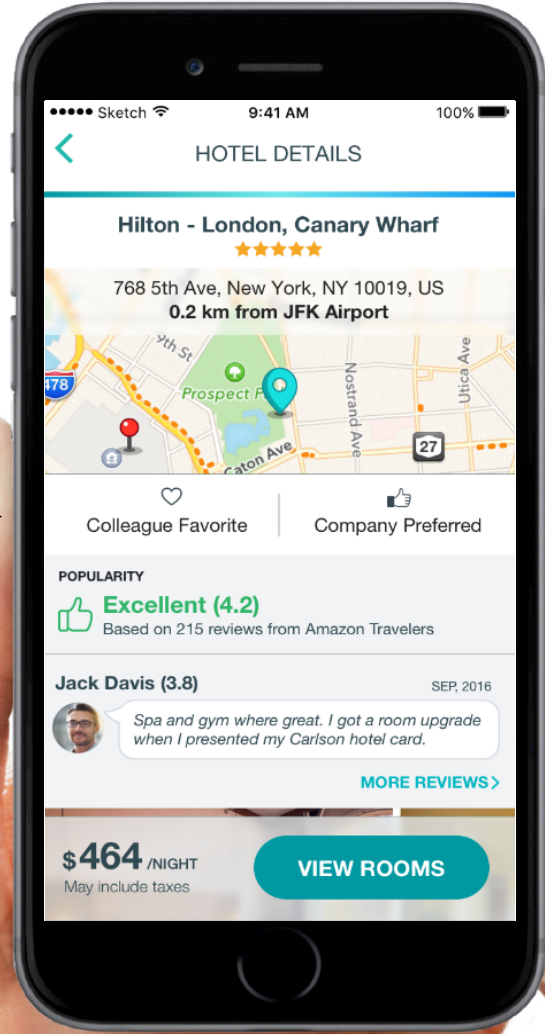 Sketch 9:41 AM 100%
HOTEL DETAILS
Hilton - London, Canary Wharf
768 5th Ave, New York, NY 10019, US
0.2 km from JFK Airport
9th St
478
Prospect P
Nostrand Ave
Utica Ave
Caton Ave
27
Colleague Favorite
Company Preferred
POPULARITY
Excellent (4.2)
Based on 215 reviews from Amazon Travelers
Jack Davis (3.8)
SEP, 2016
Spa and gym where great. I got a room upgrade
when I presented my Carlson hotel card.
MORE REVIEWS
$464 /NIGHT
May include taxes
VIEW ROOMS